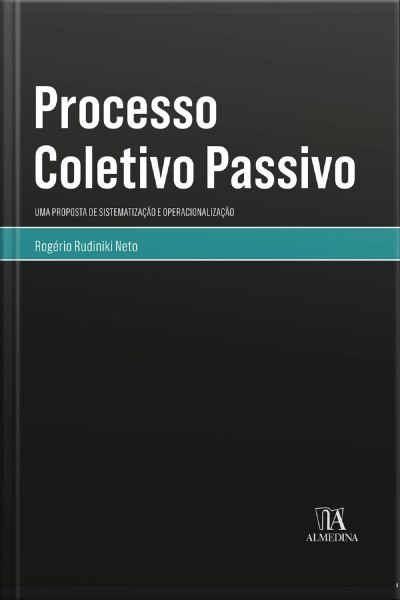 Processo
Coletivo Passivo
UMA PROPOSTA DE SISTEMATIZAÇÃO E OPERACIONALIZAÇÃO
Rogério Rudiniki Neto
ALMEDINA